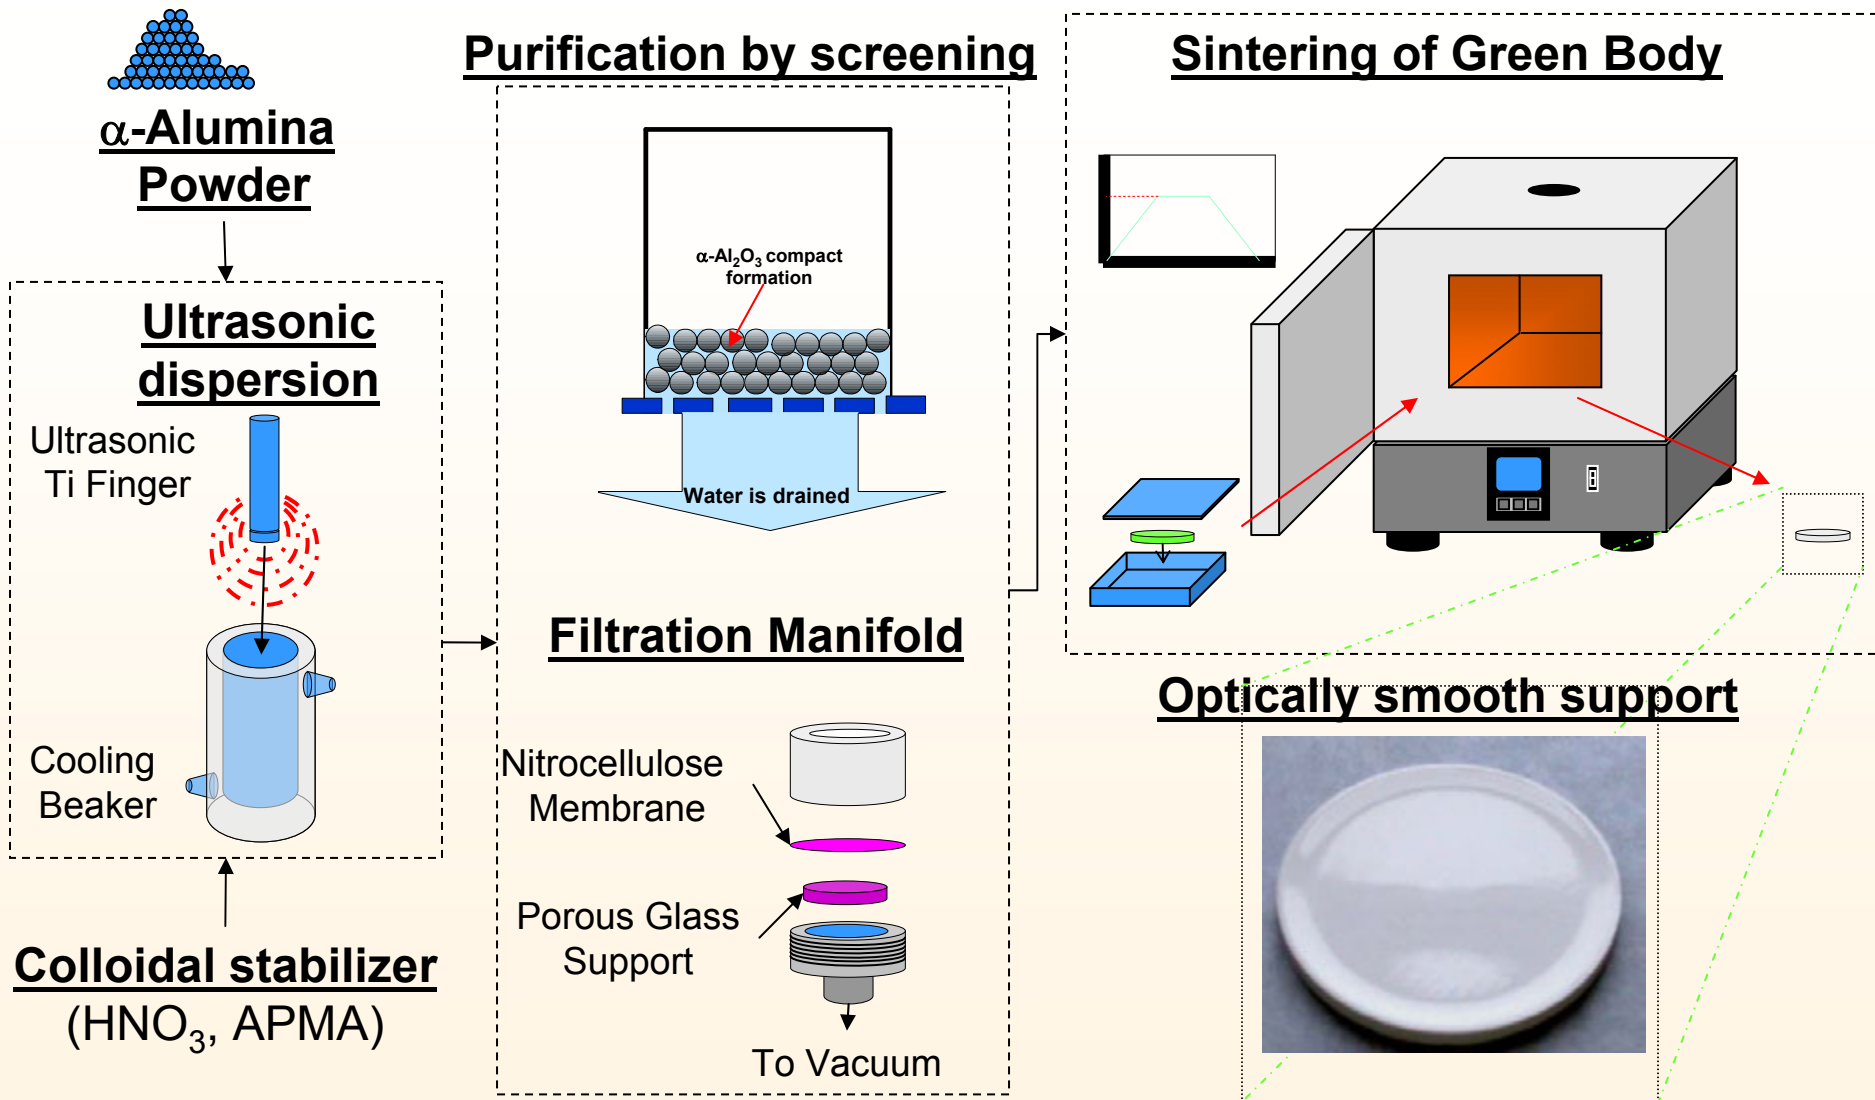 α-Alumina
Powder
Ultrasonic
dispersion
Ultrasonic
Ti Finger
Cooling
Beaker
Colloidal stabilizer
(HNO₃, APMA)
Purification by screening
α-Al₂O₃ compact
formation
Water is drained
Filtration Manifold
Nitrocellulose
Membrane
Porous Glass
Support
To Vacuum
Sintering of Green Body
Optically smooth support